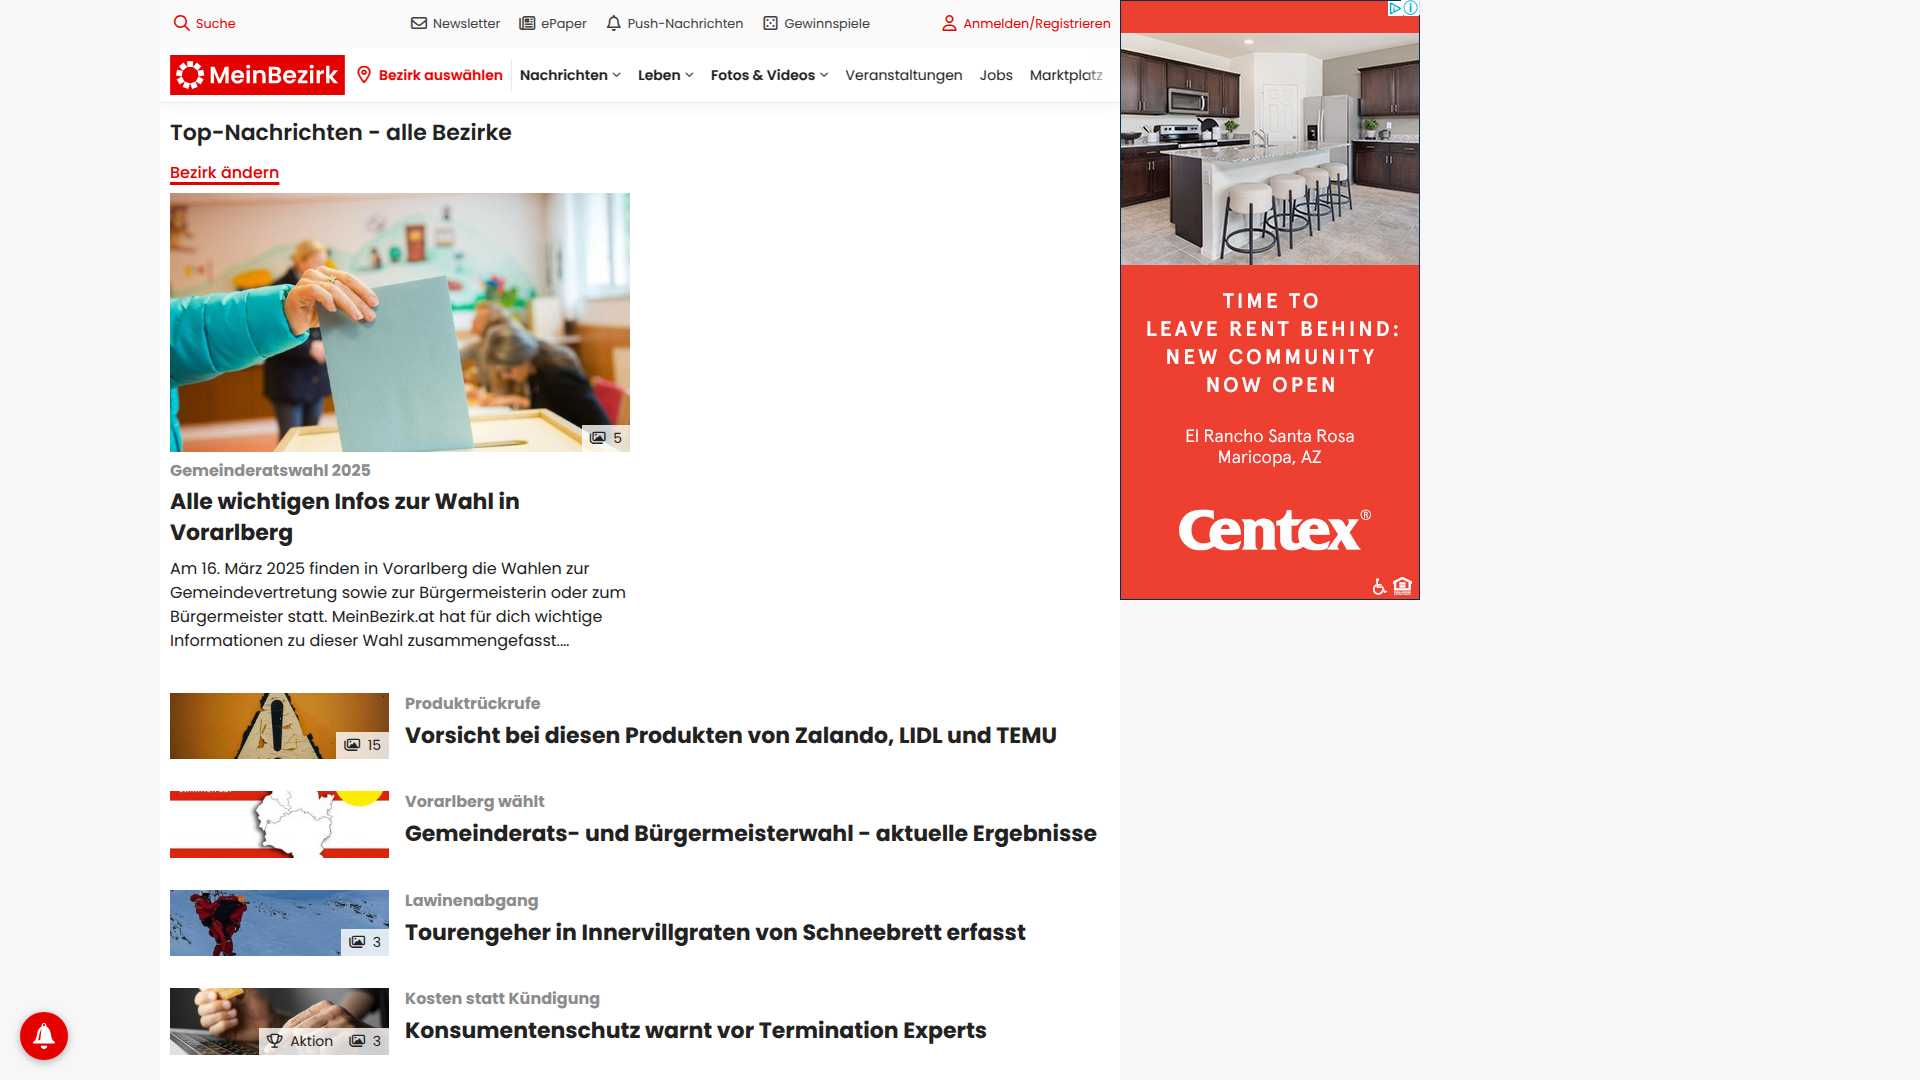 Suche
Newsletter
ePaper
Push-Nachrichten
Gewinnspiele
Anmelden/Registrieren
MeinBezirk
Bezirk auswählen
Nachrichten
Leben
Fotos & Videos
Veranstaltungen
Jobs
Marktplatz
Top-Nachrichten - alle Bezirke
Bezirk ändern
5
Gemeinderatswahl 2025
Alle wichtigen Infos zur Wahl in
Vorarlberg
Am 16. März 2025 finden in Vorarlberg die Wahlen zur
Gemeindevertretung sowie zur Bürgermeisterin oder zum
Bürgermeister statt. MeinBezirk.at hat für dich wichtige
Informationen zu dieser Wahl zusammengefasst....
15
Produktrückrufe
Vorsicht bei diesen Produkten von Zalando, LIDL und TEMU
Vorarlberg wählt
Gemeinderats- und Bürgermeisterwahl - aktuelle Ergebnisse
3
Lawinenabgang
Tourengeher in Innervillgraten von Schneebrett erfasst
Aktion 3
Kosten statt Kündigung
Konsumentenschutz warnt vor Termination Experts
TIME TO
LEAVE RENT BEHIND:
NEW COMMUNITY
NOW OPEN
El Rancho Santa Rosa
Maricopa, AZ
Centex®